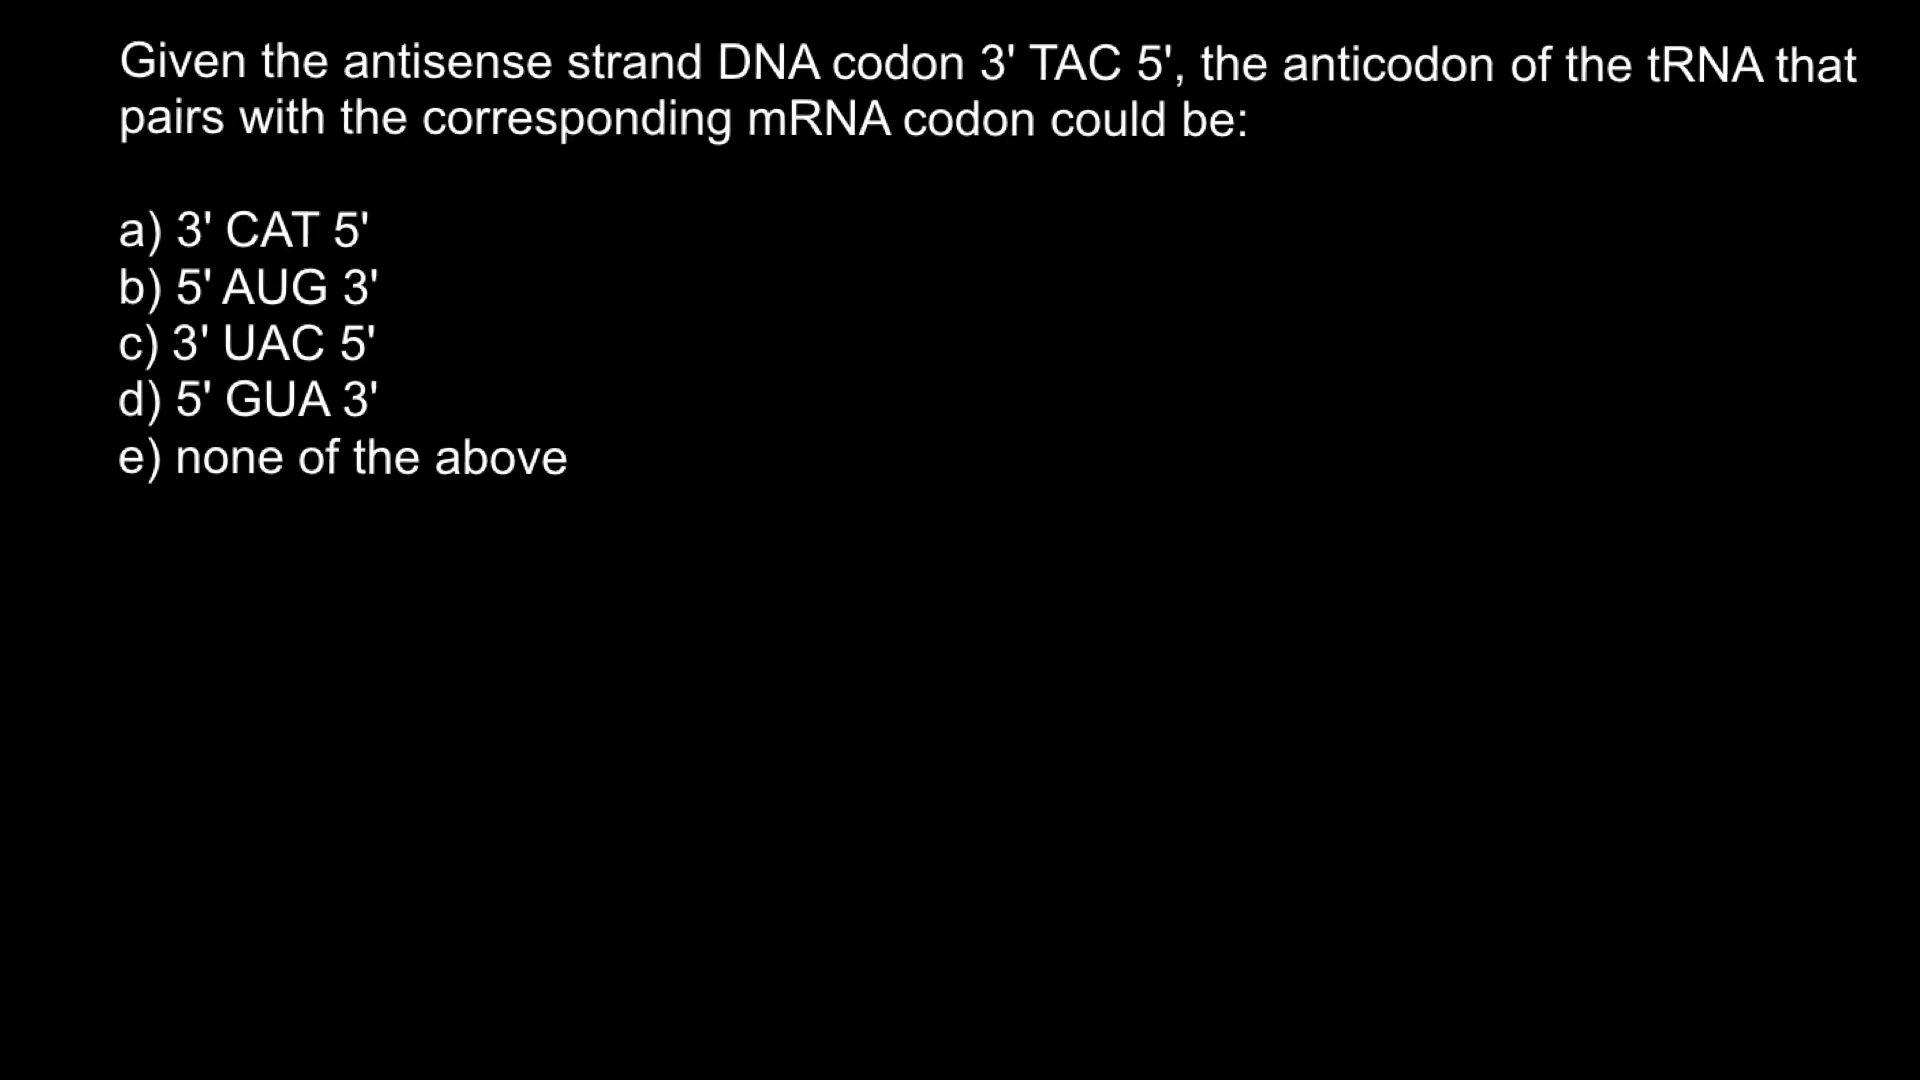 Given the antisense strand DNA codon 3' TAC 5', the anticodon of the tRNA that
pairs with the corresponding mRNA codon could be:
a) 3' CAT 5'
b) 5' AUG 3'
c) 3' UAC 5'
d) 5' GUA 3'
e) none of the above